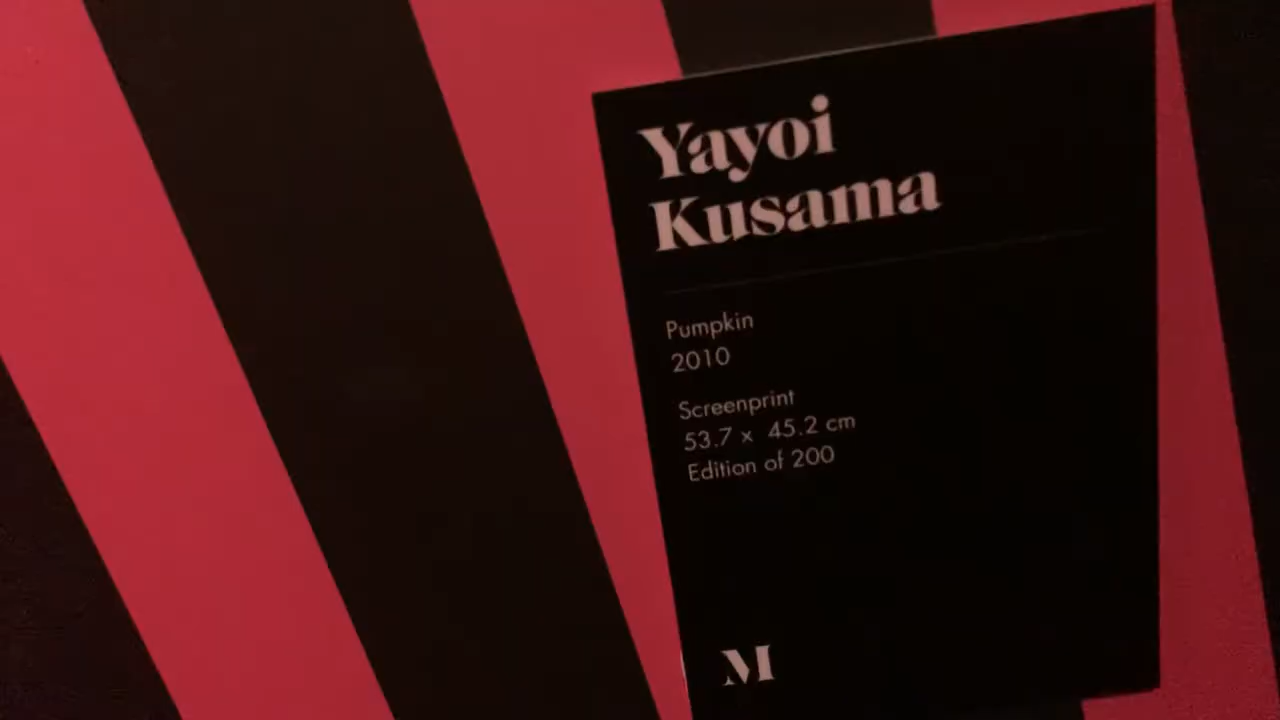 Yayoi
Kusama
Pumpkin
2010
Screenprint
53.7 × 45.2 cm
Edition of 200
M